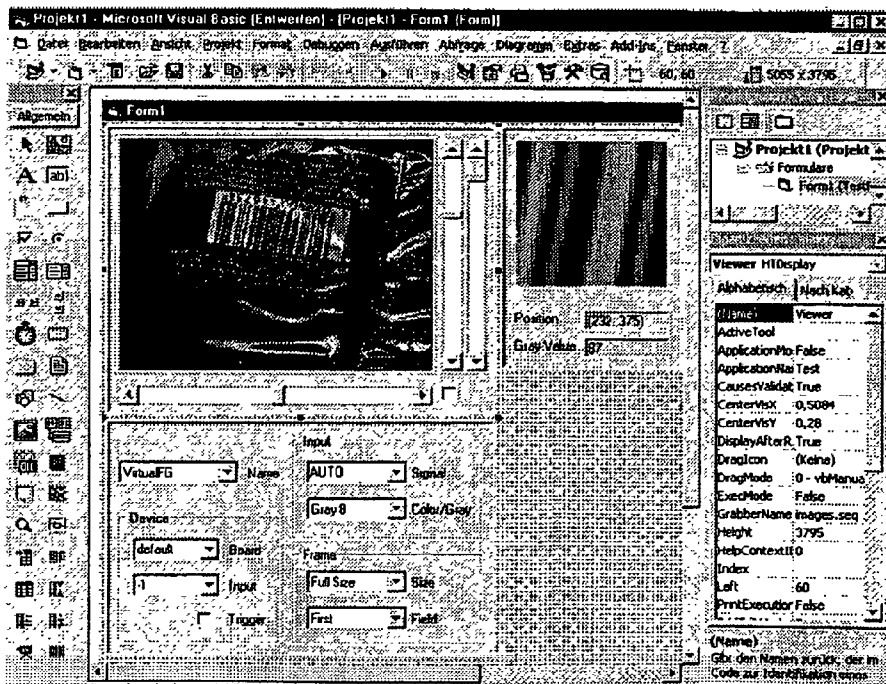 Projekt1 - Microsoft Visual Basic [Entwerfen] - [Projekt1 - Form1 (Form)]
Datei Bearbeiten Ansicht Projekt Format Debuggen Ausführen Abfrage Diagramm Extras Add-Ins Fenster ?
60, 60
5055 x 3795
Allgemein
Form1
Projekt1 (Projekt
Formulare
Form1 (Test
Viewer HTDisplay
Alphabetisch
Nach Kat
(Name) Viewer
ActiveTool
ApplicationMo False
ApplicationNai Test
CausesValidat True
CenterVisX 0,5084
CenterVisY 0,28
DisplayAfterR True
DragIcon (Keine)
DragMode 0 - vbManua
ExecMode False
GrabberName images.seq
Height 3795
HelpContextID 0
Index
Left 60
PrintExecution False
(Name)
Gibt den Namen zurück, der im
Code zur Identifikation eines
Position (232, 375)
Gray Value 87
VirtualFG Name
Device
default Board
-1 Input
Trigger
Input
AUTO Signal
Gray 8 Color/Gray
Frame
Full Size Size
First Field